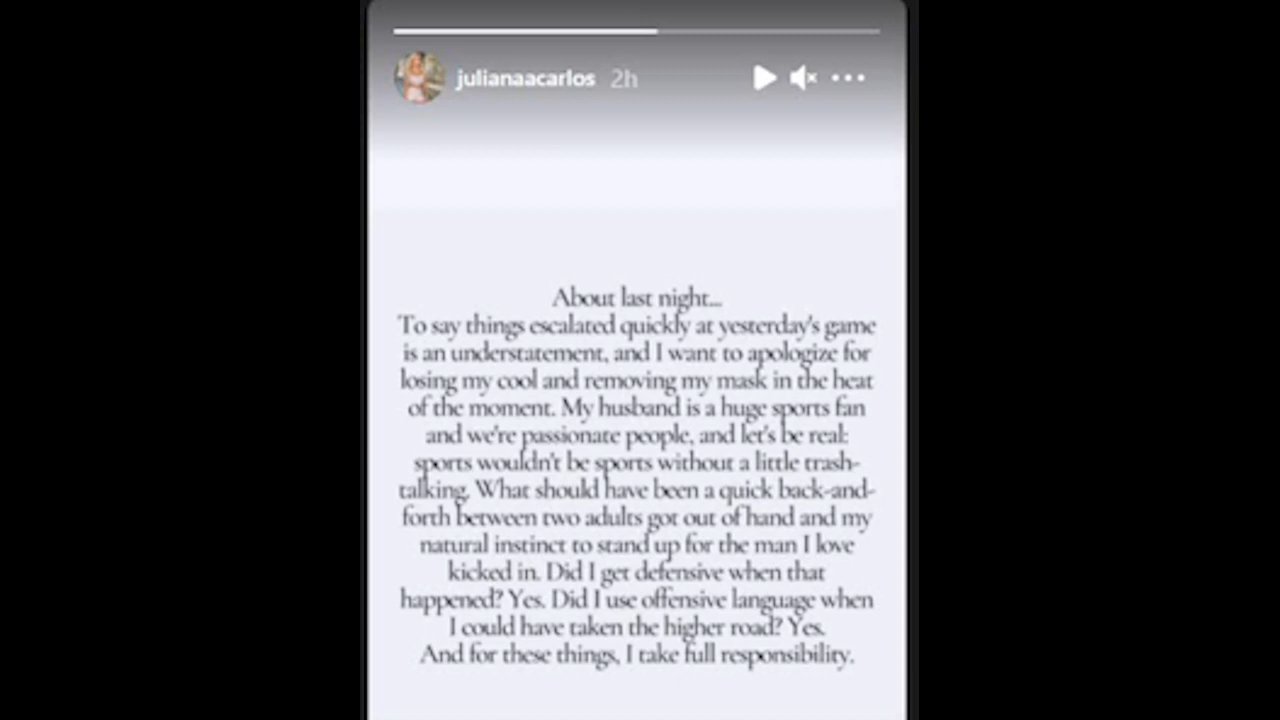 julianaacarlos 2h
About last night...
To say things escalated quickly at yesterday's game
is an understatement, and I want to apologize for
losing my cool and removing my mask in the heat
of the moment. My husband is a huge sports fan
and we're passionate people, and let's be real:
sports wouldn't be sports without a little trash-
talking. What should have been a quick back-and-
forth between two adults got out of hand and my
natural instinct to stand up for the man I love
kicked in. Did I get defensive when that
happened? Yes. Did I use offensive language when
I could have taken the higher road? Yes.
And for these things, I take full responsibility.